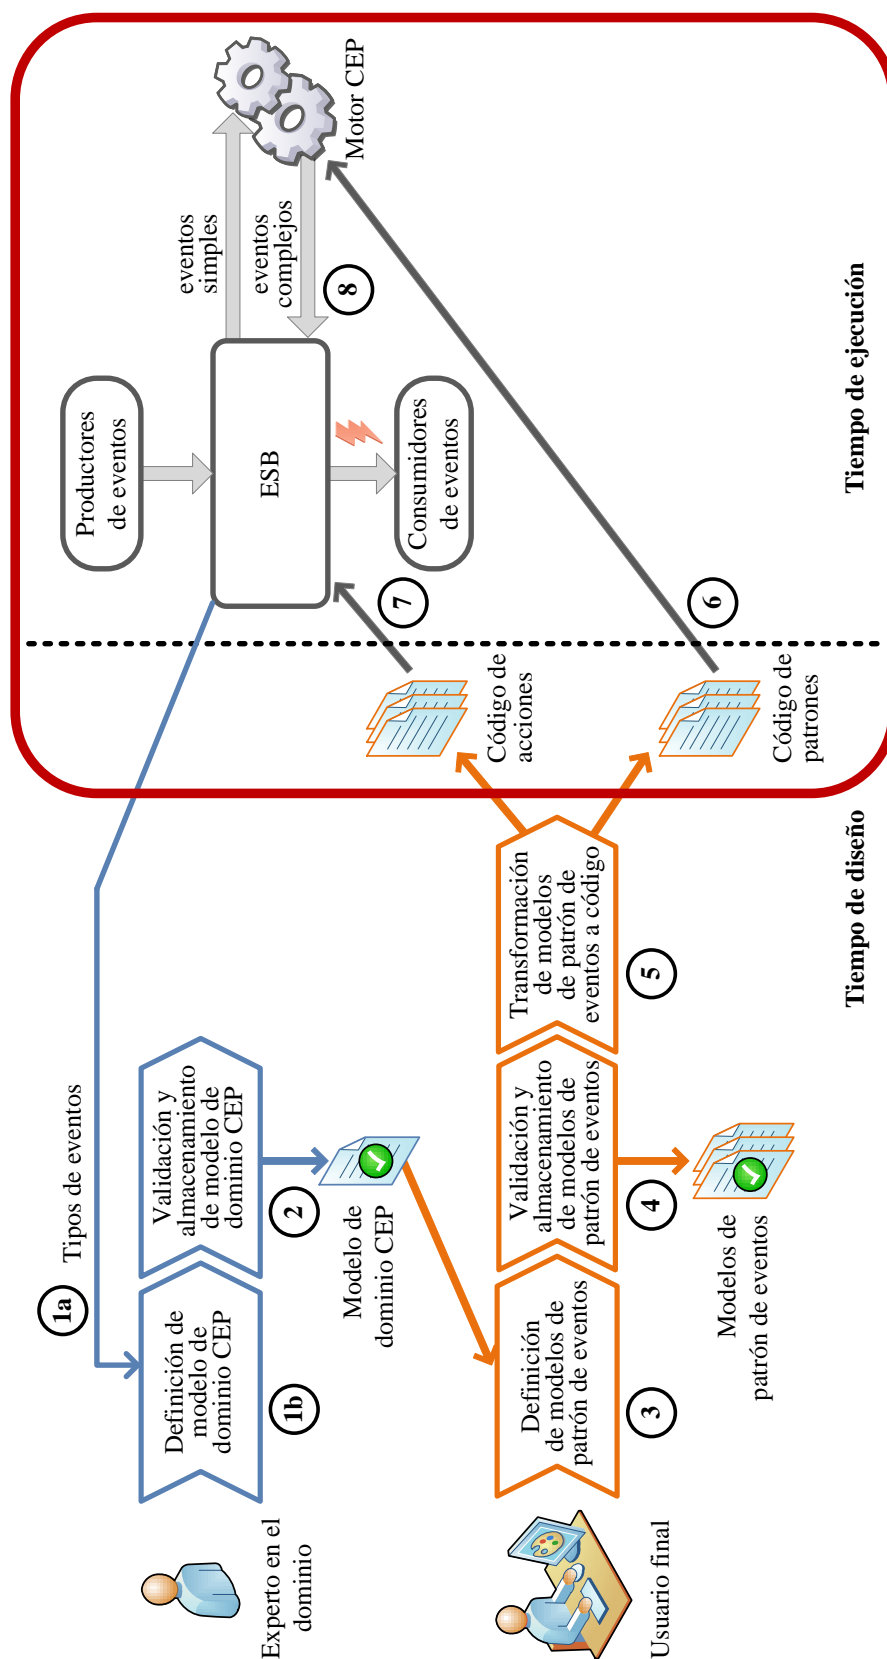 Experto en el
dominio
1a
Tipos de eventos
Definición de
modelo de
dominio CEP
1b
Validación y
almacenamiento
de modelo de
dominio CEP
2
Modelo de
dominio CEP
Usuario final
Definición
de modelos de
patrón de eventos
3
Validación y
almacenamiento
de modelos de
patrón de eventos
4
Modelos de
patrón de eventos
Transformación
de modelos
de patrón de
eventos a código
5
Código de
acciones
Código de
patrones
6
7
Productores
de eventos
ESB
Consumidores
de eventos
eventos
simples
eventos
complejos
8
Motor CEP
Tiempo de diseño
Tiempo de ejecución